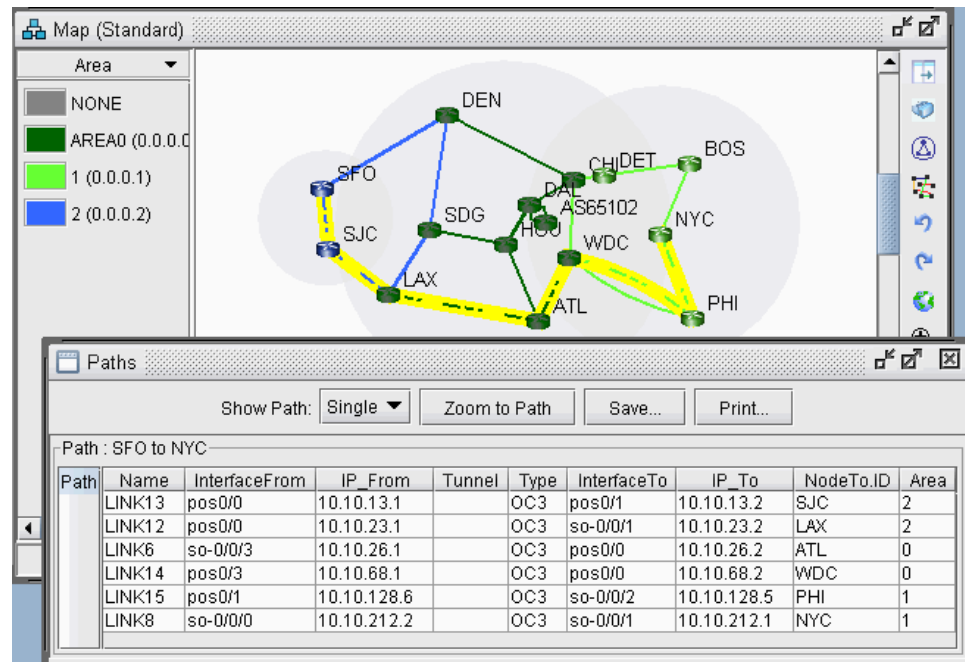 Map (Standard)
Area
NONE
AREA0 (0.0.0.0
1 (0.0.0.1)
2 (0.0.0.2)
DEN
BOS
CHI
DET
SFO
DAL
AS65102
SDG
HOU
NYC
SJC
WDC
LAX
ATL
PHI
Paths
Show Path: Single Zoom to Path Save... Print...
Path : SFO to NYC
Path Name InterfaceFrom IP_From Tunnel Type InterfaceTo IP_To NodeTo.ID Area
LINK13 pos0/0 10.10.13.1 OC3 pos0/1 10.10.13.2 SJC 2
LINK12 pos0/0 10.10.23.1 OC3 so-0/0/1 10.10.23.2 LAX 2
LINK6 so-0/0/3 10.10.26.1 OC3 pos0/0 10.10.26.2 ATL 0
LINK14 pos0/3 10.10.68.1 OC3 pos0/0 10.10.68.2 WDC 0
LINK15 pos0/1 10.10.128.6 OC3 so-0/0/2 10.10.128.5 PHI 1
LINK8 so-0/0/0 10.10.212.2 OC3 so-0/0/1 10.10.212.1 NYC 1